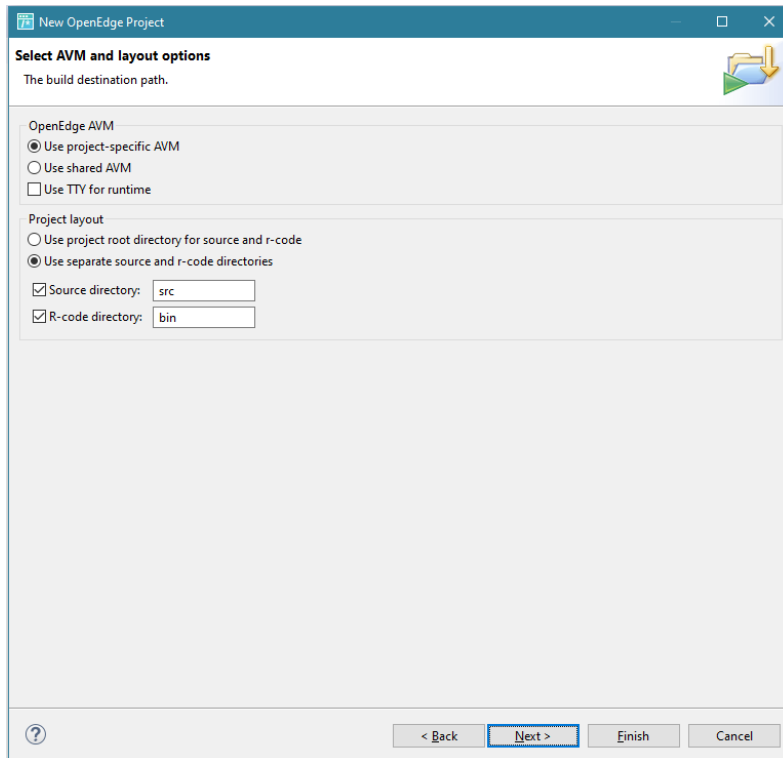 New OpenEdge Project
Select AVM and layout options
The build destination path.
OpenEdge AVM
Use project-specific AVM
Use shared AVM
Use TTY for runtime
Project layout
Use project root directory for source and r-code
Use separate source and r-code directories
Source directory: src
R-code directory: bin
? < Back Next > Finish Cancel